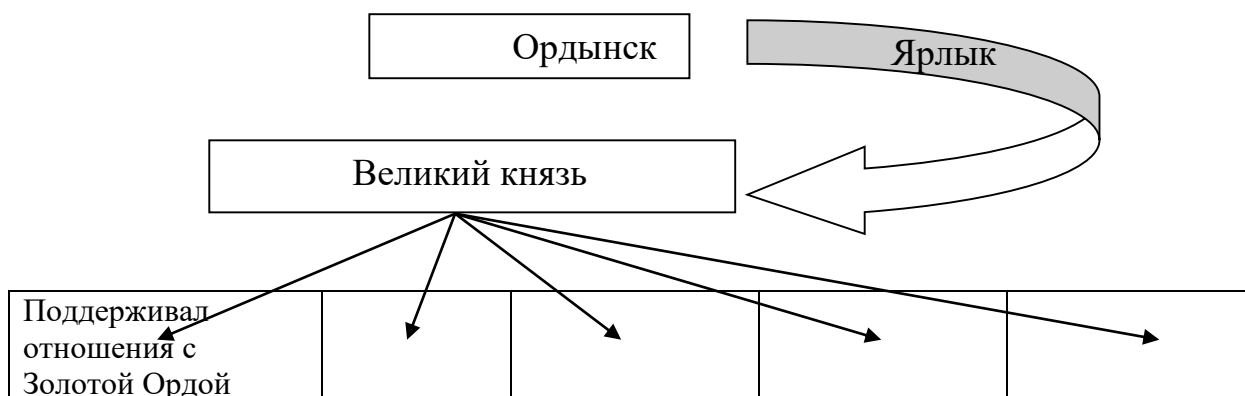 Ордынск
Ярлык
Великий князь
Поддерживал
отношения с
Золотой Ордой